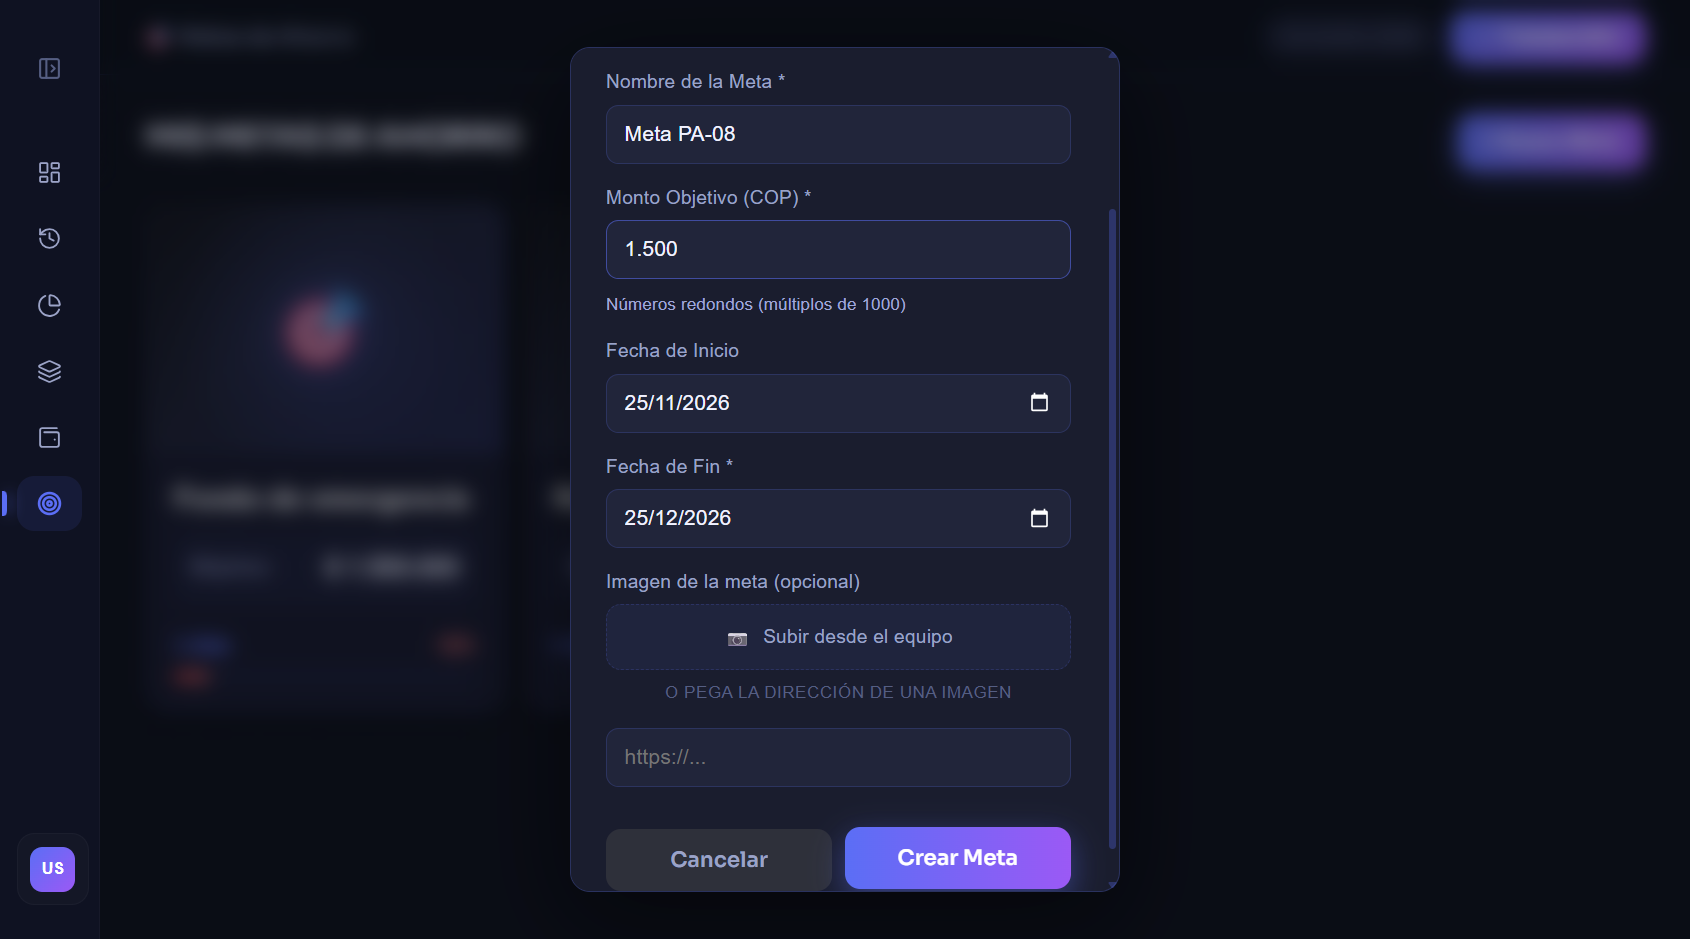 Nombre de la Meta *
Meta PA-08
Monto Objetivo (COP) *
1.500
Números redondos (múltiplos de 1000)
Fecha de Inicio
25/11/2026
Fecha de Fin *
25/12/2026
Imagen de la meta (opcional)
Subir desde el equipo
O PEGA LA DIRECCIÓN DE UNA IMAGEN
https://...
Cancelar
Crear Meta
US